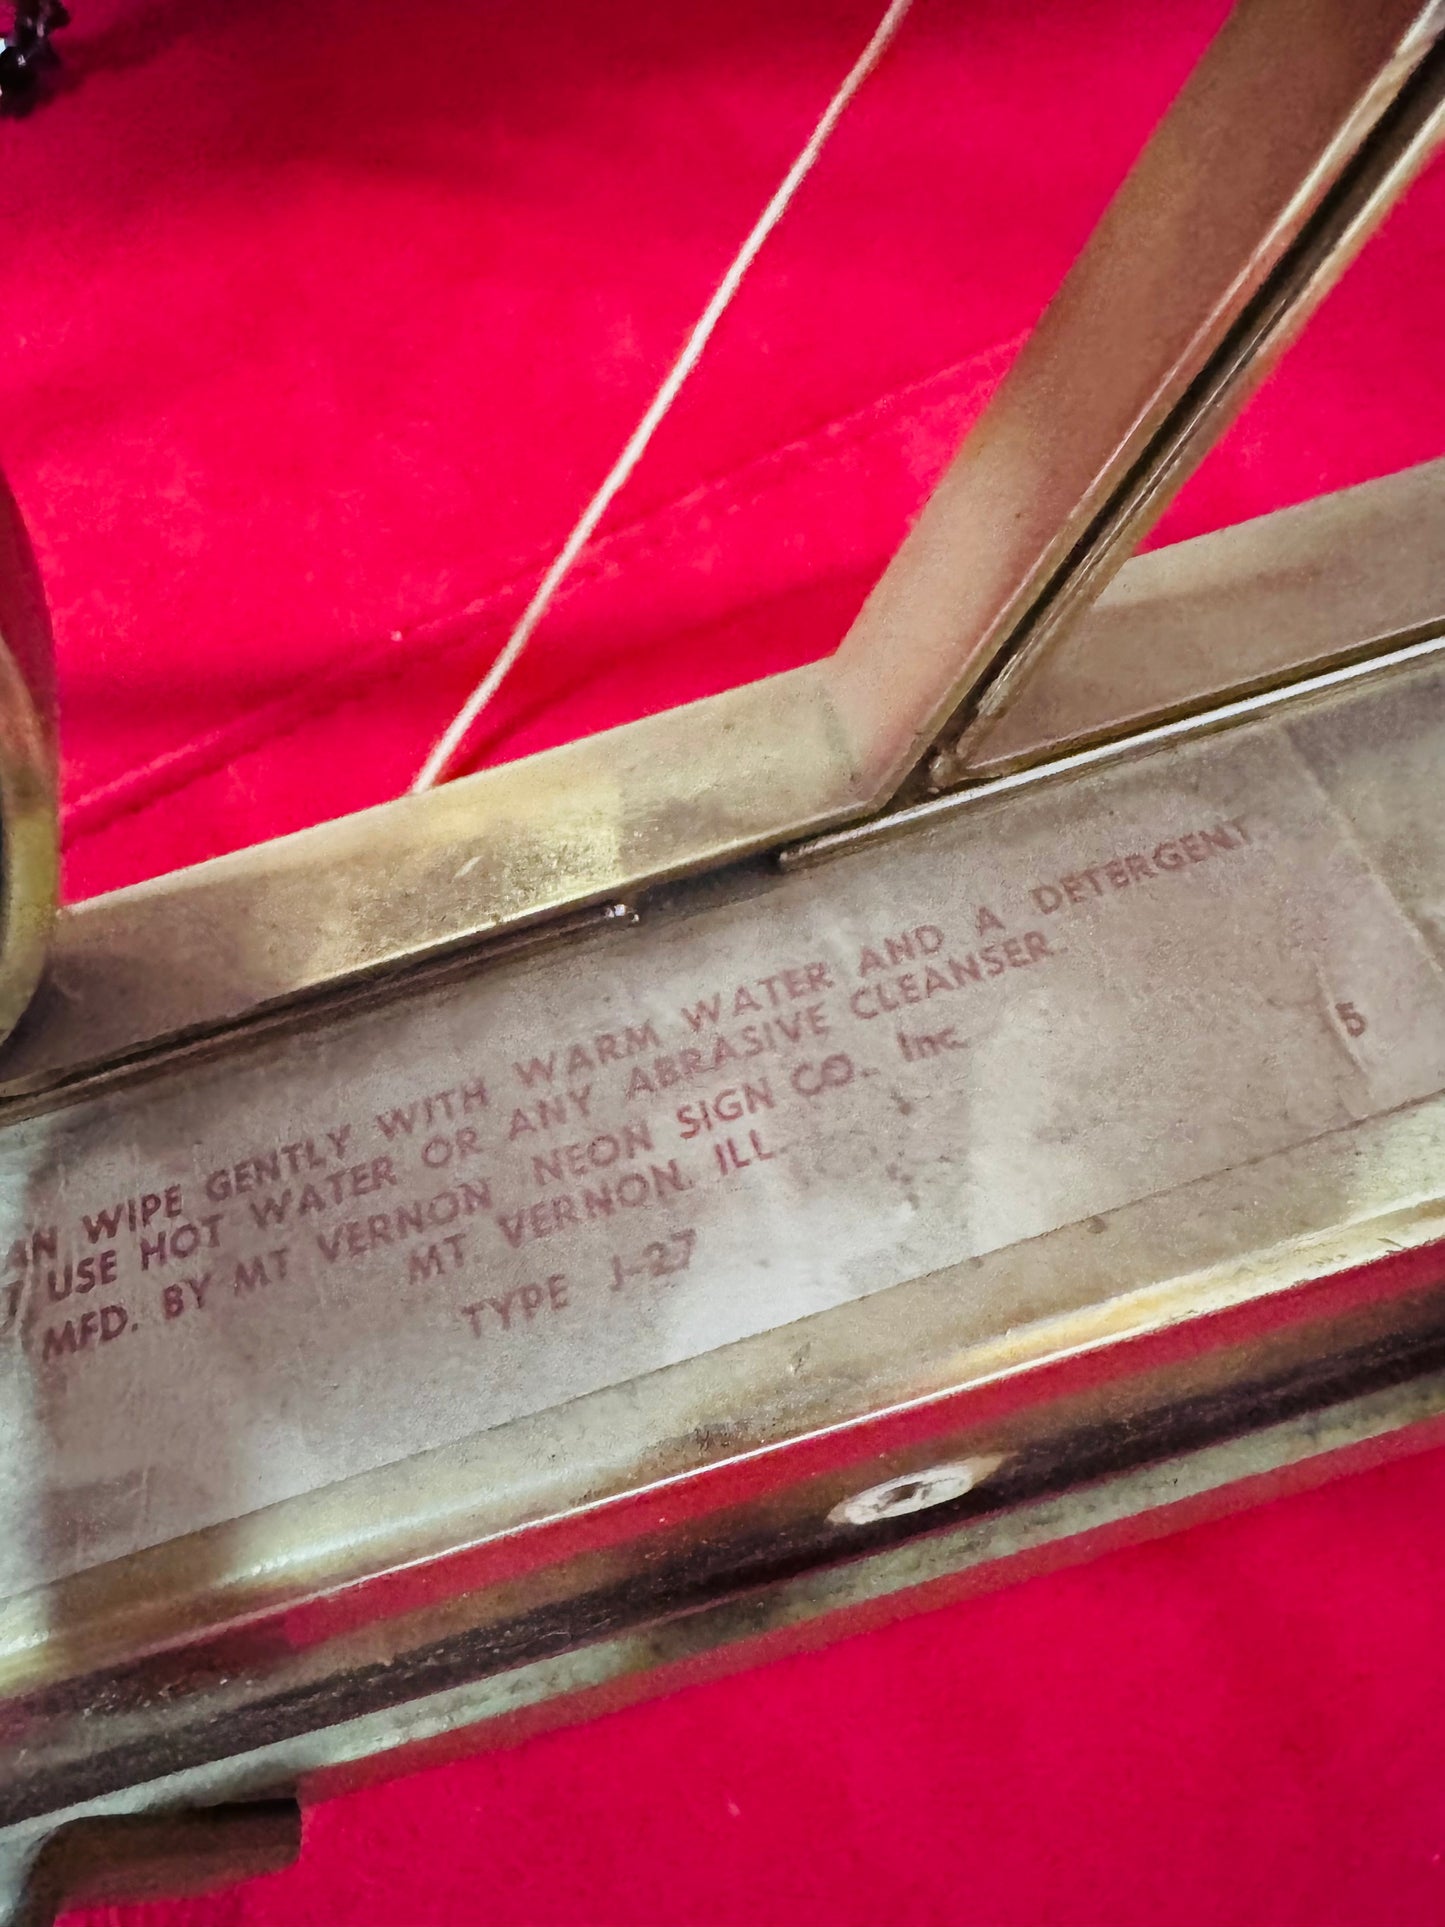 AN WIPE GENTLY WITH WARM WATER AND A DETERGENT
T USE HOT WATER OR ANY ABRASIVE CLEANSER
MFD. BY MT VERNON NEON SIGN CO. Inc.
MT. VERNON, ILL.
TYPE J-27
5